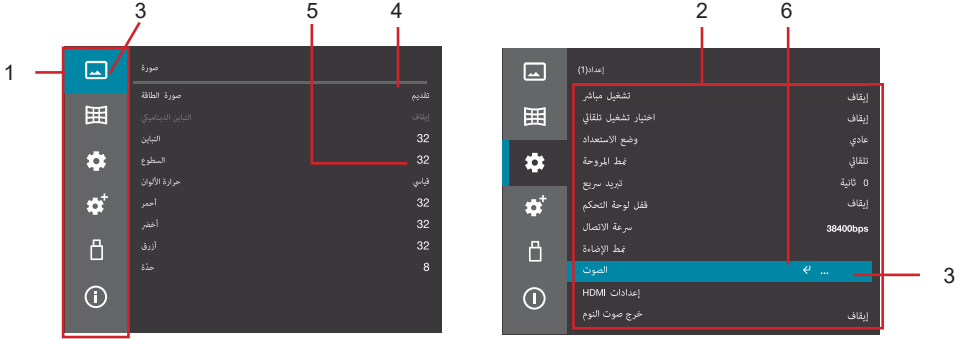 3
5
4
1
صورة
صورة الطاقة تقديم
التباين الديناميكي إيقاف
التباين 32
السطوع 32
حرارة الألوان قياسي
أحمر 32
أخضر 32
أزرق 32
حدّة 8
2
6
إعداد(1)
تشغيل مباشر إيقاف
اختيار تشغيل تلقائي إيقاف
وضع الاستعداد عادي
نمط المروحة تلقائي
تبريد سريع 0 ثانية
قفل لوحة التحكم إيقاف
سرعة الاتصال 38400bps
نمط الإضاءة
الصوت ...
3
إعدادات HDMI
خرج صوت النوم إيقاف